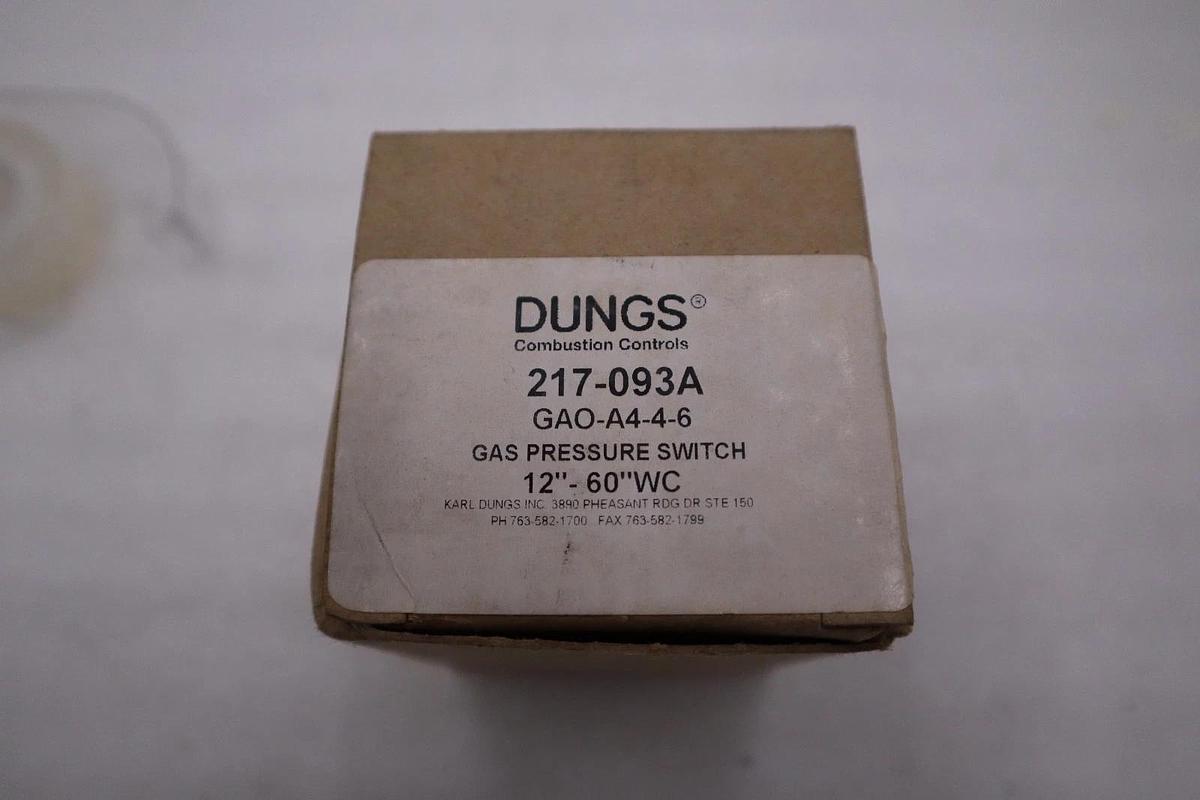 DUNGS®
Combustion Controls
217-093A
GAO-A4-4-6
GAS PRESSURE SWITCH
12"- 60"WC
KARL DUNGS INC. 3890 PHEASANT RDG DR STE 150
PH 763-582-1700 FAX 763-582-1799